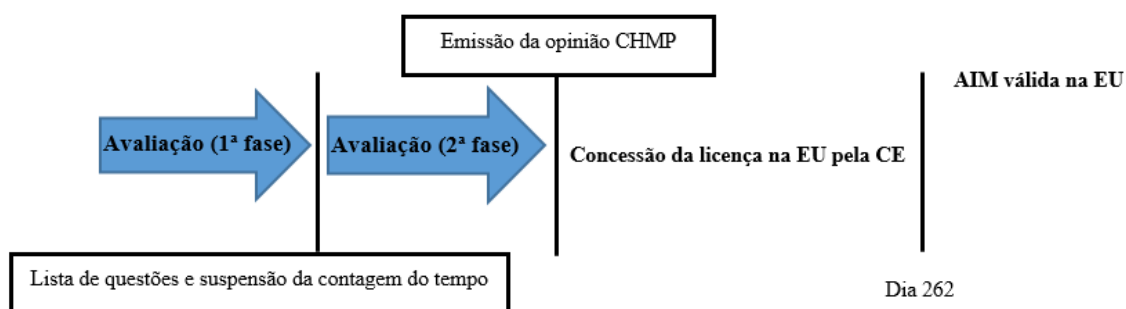 Emissão da opinião CHMP
AIM válida na EU
Avaliação (1ª fase)
Avaliação (2ª fase)
Concessão da licença na EU pela CE
Lista de questões e suspensão da contagem do tempo
Dia 262